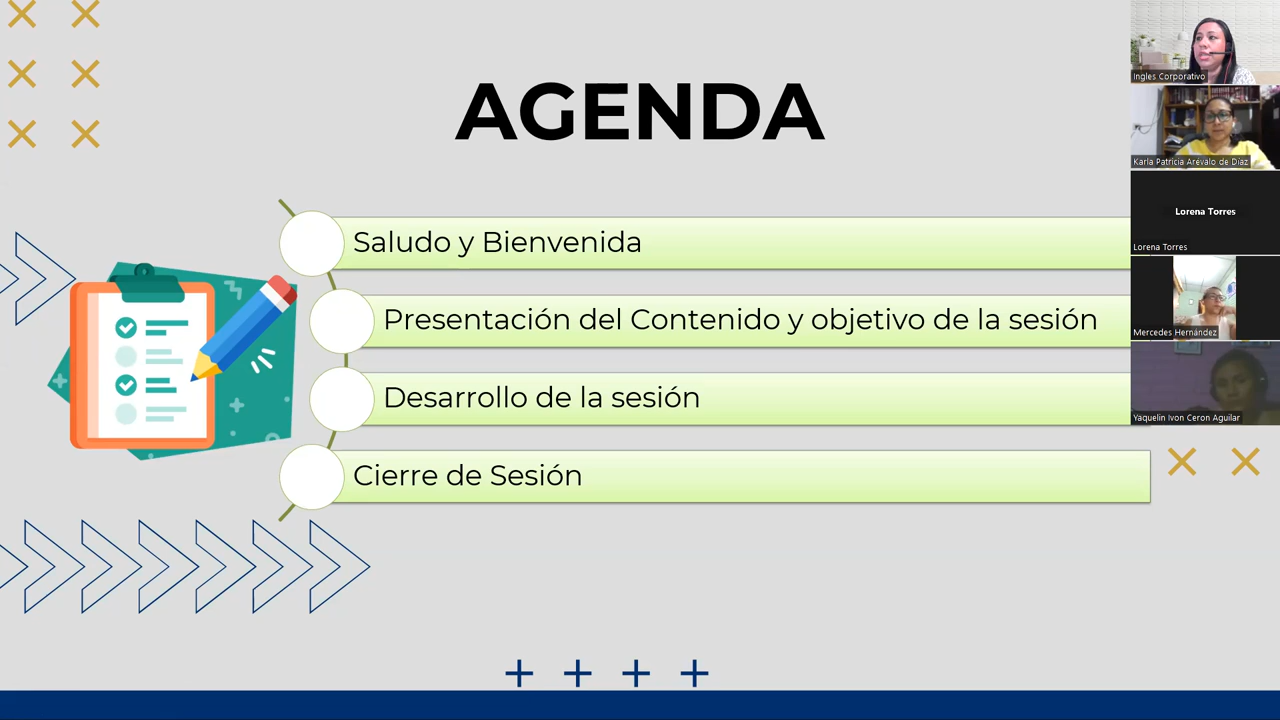 AGENDA
Saludo y Bienvenida
Presentación del Contenido y objetivo de la sesión
Desarrollo de la sesión
Cierre de Sesión
Ingles Corporativo
Karla Patricia Arévalo de Díaz
Lorena Torres
Lorena Torres
Mercedes Hernández
Yaquelin Ivon Ceron Aguilar